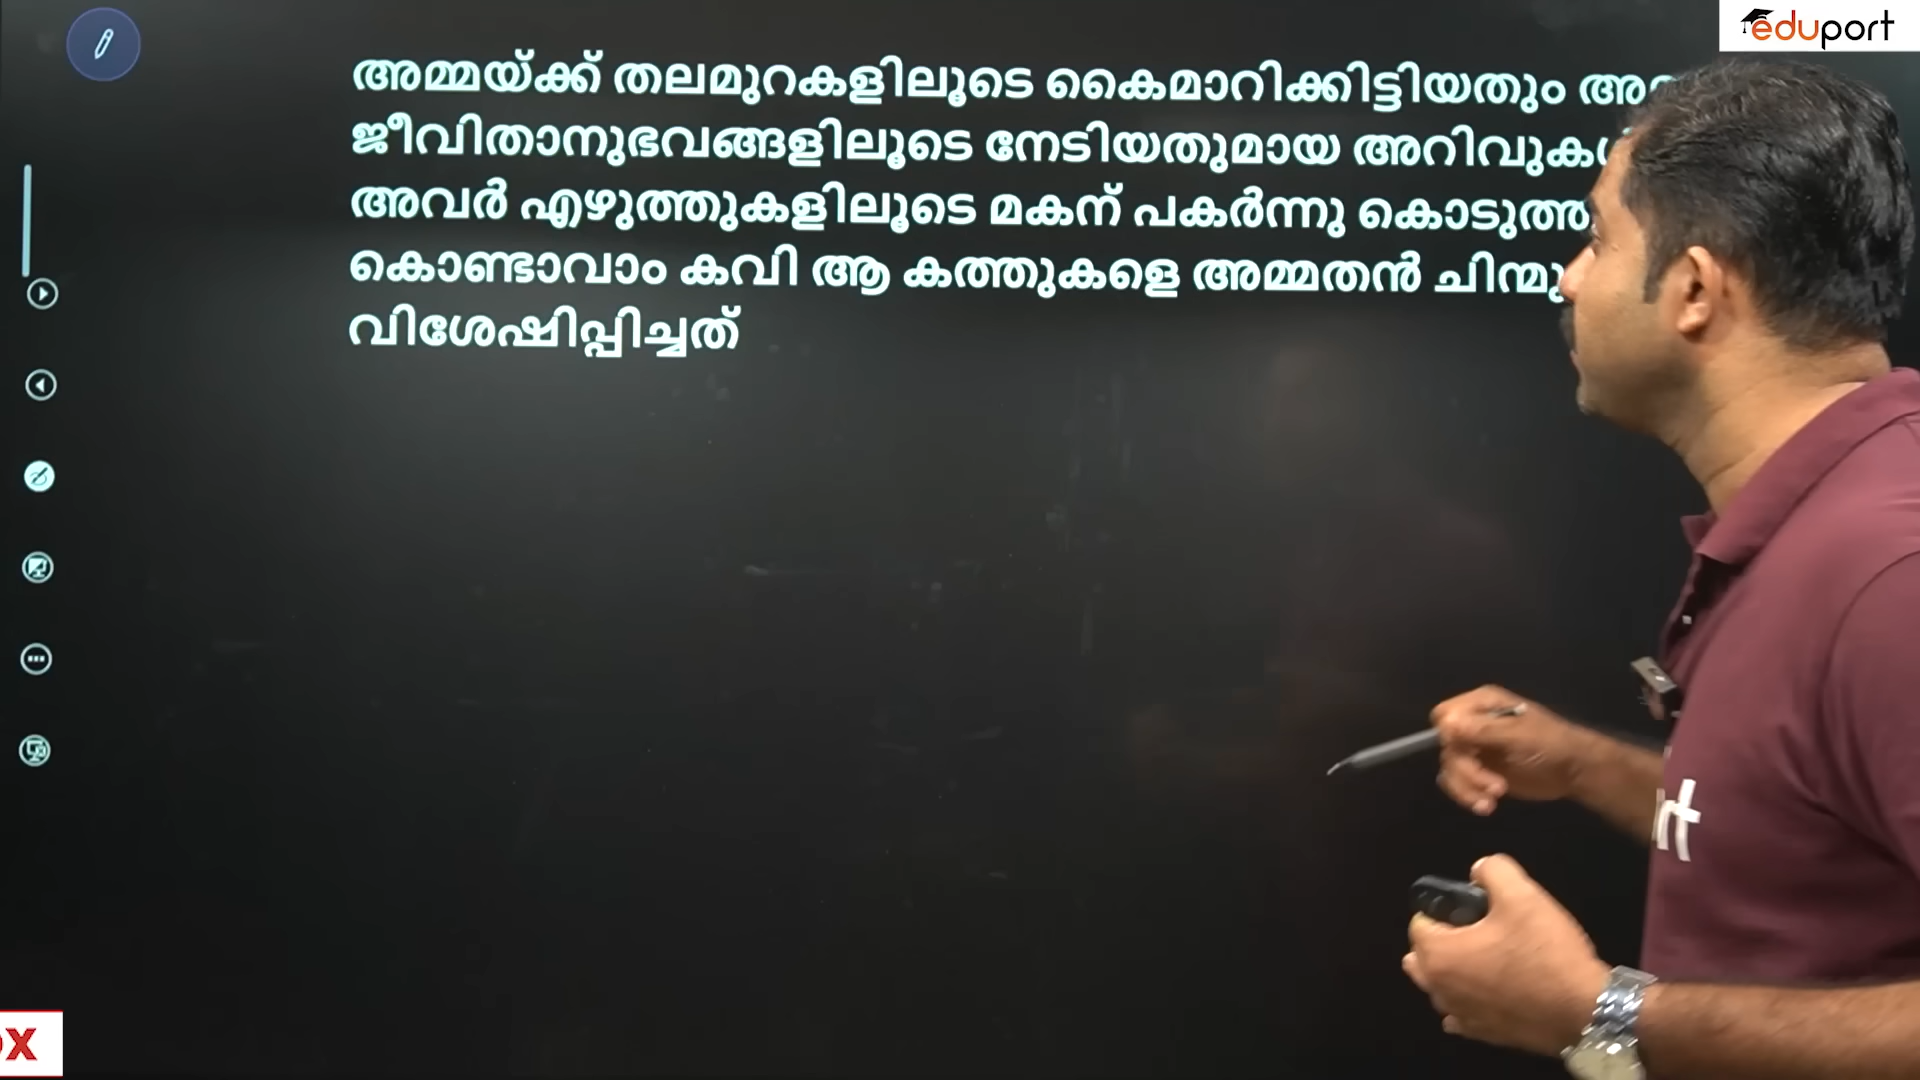 eduport
അമ്മയ്ക്ക് തലമുറകളിലൂടെ കൈമാറിക്കിട്ടിയതും
ജീവിതാനുഭവങ്ങളിലൂടെ നേടിയതുമായ
അവർ എഴുത്തുകളിലൂടെ മകന് പകർന്നു
കൊണ്ടാവാം കവി ആ കത്തുകളെ അമ്മതൻ
വിശേഷിപ്പിച്ചത്